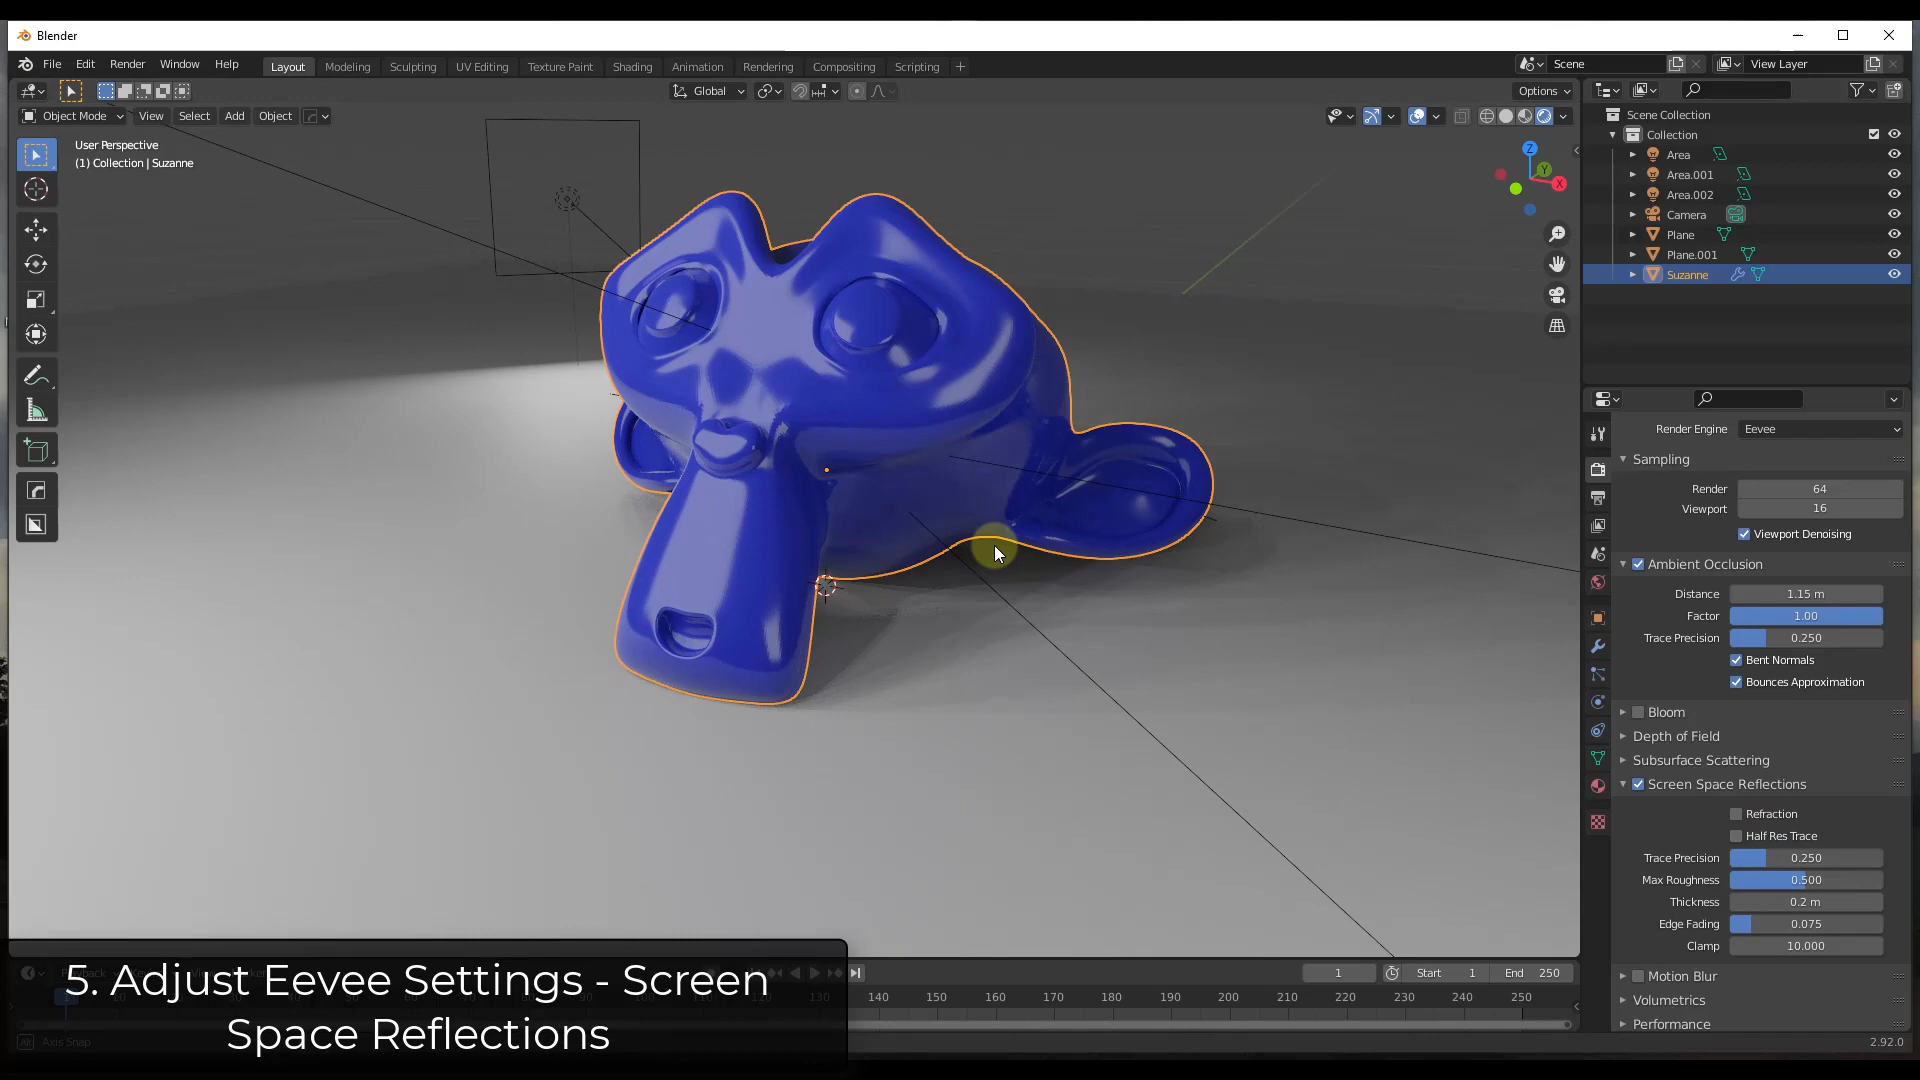 Blender
File Edit Render Window Help Layout Modeling Sculpting UV Editing Texture Paint Shading Animation Rendering Compositing Scripting + Scene View Layer
Global Options
Object Mode View Select Add Object
User Perspective
(1) Collection | Suzanne
Z
Y
X
Scene Collection
Collection
Area
Area.001
Area.002
Camera
Plane
Plane.001
Suzanne
Render Engine Eevee
Sampling
Render 64
Viewport 16
Viewport Denoising
Ambient Occlusion
Distance 1.15 m
Factor 1.00
Trace Precision 0.250
Bent Normals
Bounces Approximation
Bloom
Depth of Field
Subsurface Scattering
Screen Space Reflections
Refraction
Half Res Trace
Trace Precision 0.250
Max Roughness 0.500
Thickness 0.2 m
Edge Fading 0.075
Clamp 10.000
Motion Blur
Volumetrics
Performance
5. Adjust Eevee Settings - Screen
Space Reflections
Playback
1 Start 1 End 250
130 140 150 160 170 180 190 200 210 220 230 240 250
Alt Axis Snap
2.92.0